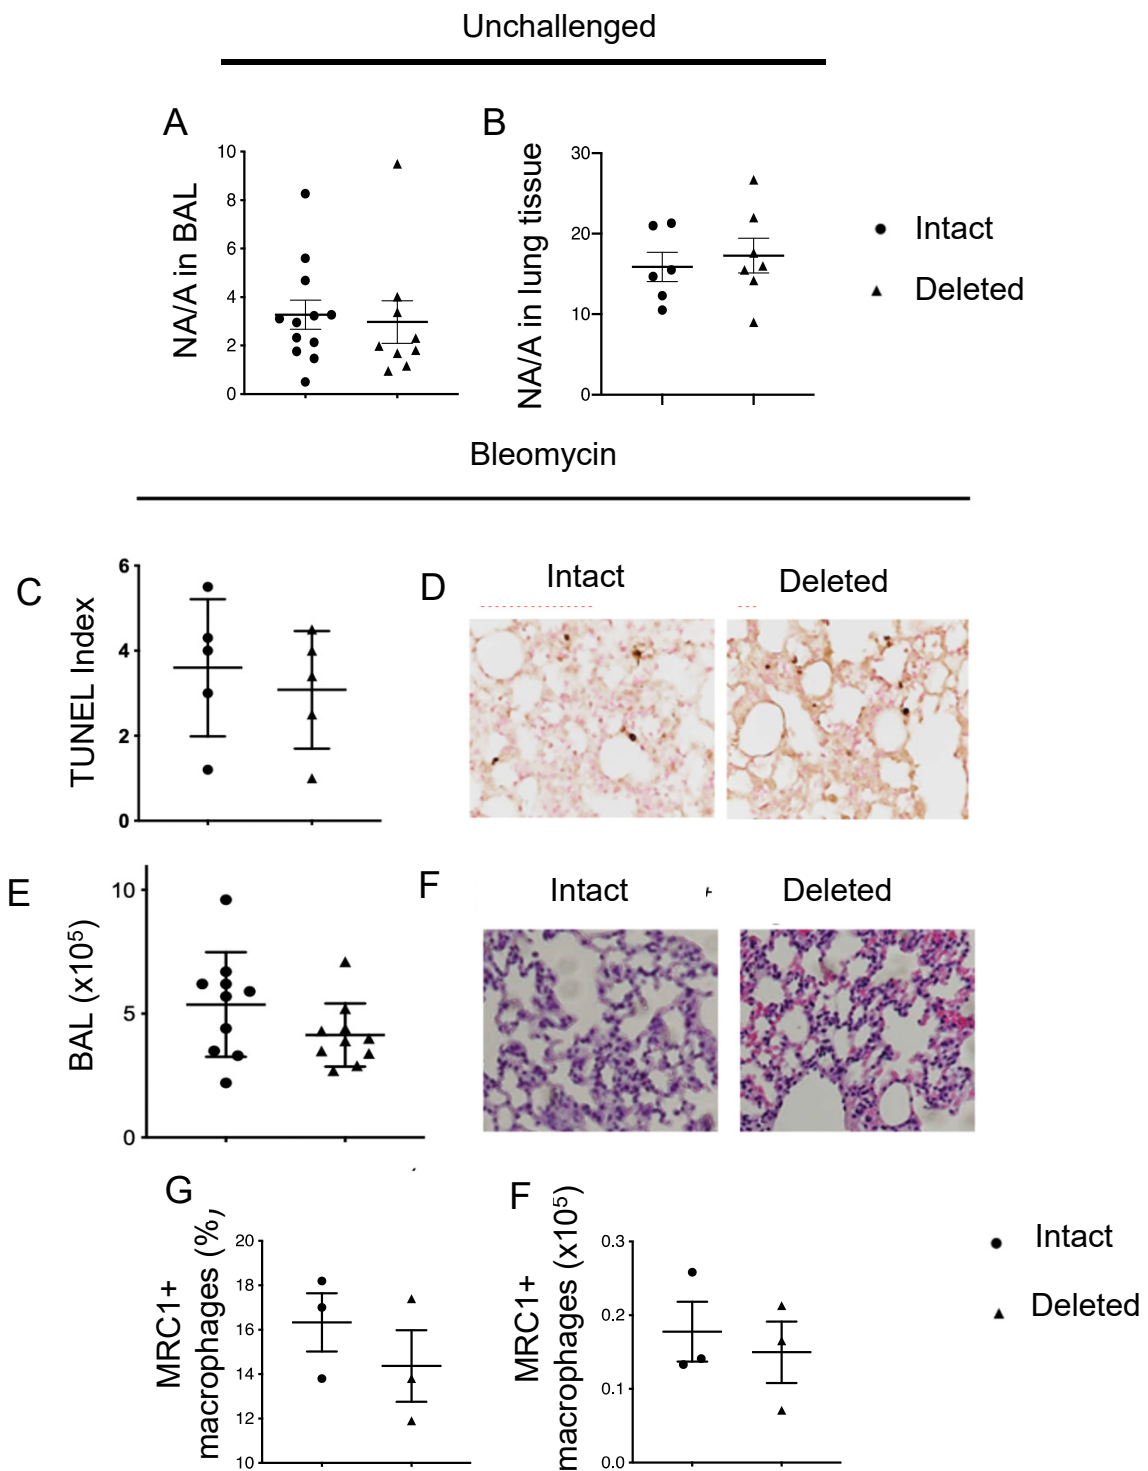 Unchallenged
A
B
NA/A in BAL
10
8
6
4
2
0
NA/A in lung tissue
30
20
10
0
Intact
Deleted
Bleomycin
C
TUNEL Index
6
4
2
0
D
Intact
Deleted
E
BAL (x10⁵)
10
5
0
F
Intact
Deleted
G
MRC1+
macrophages (%)
20
18
16
14
12
10
F
MRC1+
macrophages (x10⁵)
0.3
0.2
0.1
0.0
Intact
Deleted